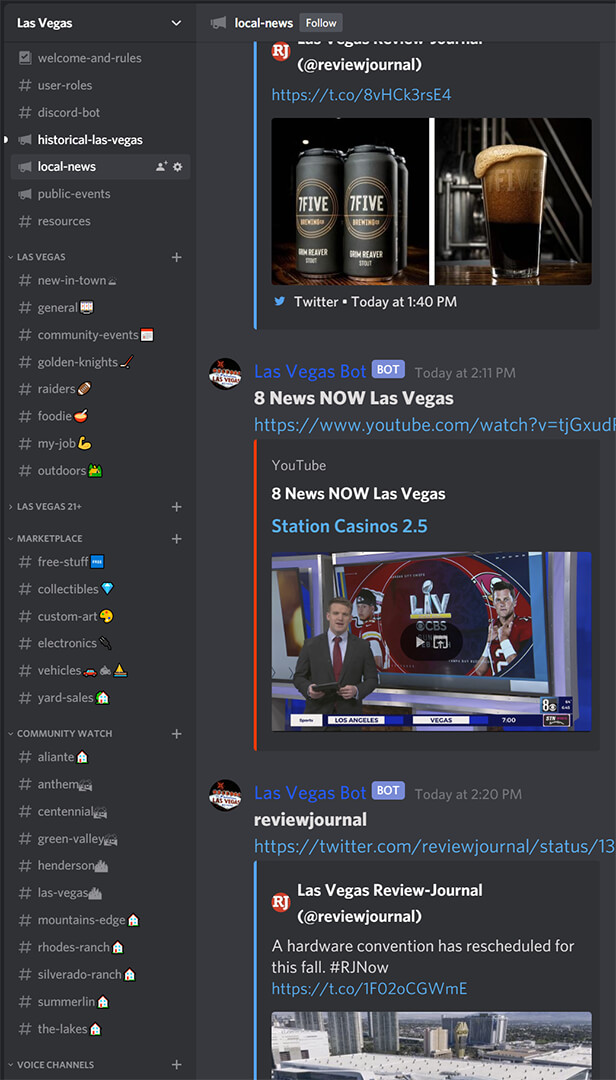 Las Vegas
welcome-and-rules
# user-roles
# discord-bot
historical-las-vegas
local-news
public-events
# resources
LAS VEGAS
# new-in-town
# general
# community-events
# golden-knights
# raiders
# foodie
# my-job
# outdoors
LAS VEGAS 21+
MARKETPLACE
# free-stuff FREE
# collectibles
# custom-art
# electronics
# vehicles
# yard-sales
COMMUNITY WATCH
# aliante
# anthem
# centennial
# green-valley
# henderson
# las-vegas
# mountains-edge
# rhodes-ranch
# silverado-ranch
# summerlin
# the-lakes
VOICE CHANNELS
local-news Follow
RJ Las Vegas Review-Journal
(@reviewjournal)
https://t.co/8vHCk3rsE4
7FIVE
BREWING CO
GRIM REAPER
STOUT
7FIVE
BREWING CO
GRIM REAPER
STOUT
FIVE
Twitter • Today at 1:40 PM
Las Vegas Bot BOT Today at 2:11 PM
8 News NOW Las Vegas
https://www.youtube.com/watch?v=tjGxudF
YouTube
8 News NOW Las Vegas
Station Casinos 2.5
LV
CBS
Sports LOS ANGELES VEGAS 7:00
8
Las Vegas Bot BOT Today at 2:20 PM
reviewjournal
https://twitter.com/reviewjournal/status/13
RJ Las Vegas Review-Journal
(@reviewjournal)
A hardware convention has rescheduled for
this fall. #RJNow
https://t.co/1F02oCGWmE